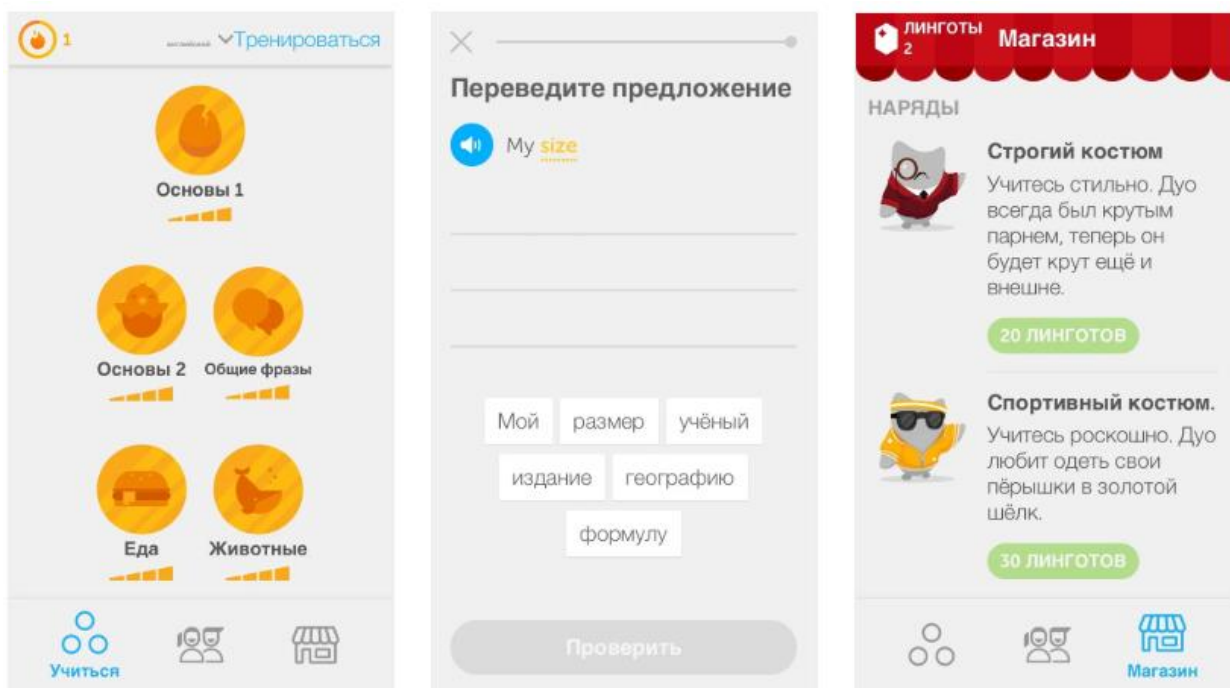 1
Тренироваться
Основы 1
Основы 2 Общие фразы
Еда Животные
Учиться
Переведите предложение
My size
Мой размер учёный
издание географию
формулу
Проверить
ЛИНГОТЫ
2
Магазин
НАРЯДЫ
Строгий костюм
Учитесь стильно. Дуо
всегда был крутым
парнем, теперь он
будет крут ещё и
внешне.
20 ЛИНГОТОВ
Спортивный костюм.
Учитесь роскошно. Дуо
любит одеть свои
пёрышки в золотой
шёлк.
30 ЛИНГОТОВ
Магазин